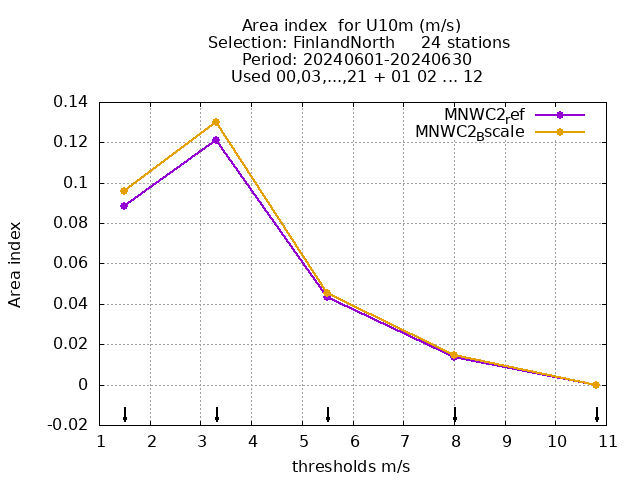 Area index  for U10m (m/s)
Selection: FinlandNorth     24 stations
Period: 20240601-20240630
Used 00,03,...,21 + 01 02 ... 12
MNWC2ref
MNWC2Bscale
0.14
0.12
0.1
0.08
0.06
0.04
0.02
0
-0.02
Area index
1 2 3 4 5 6 7 8 9 10 11
thresholds m/s